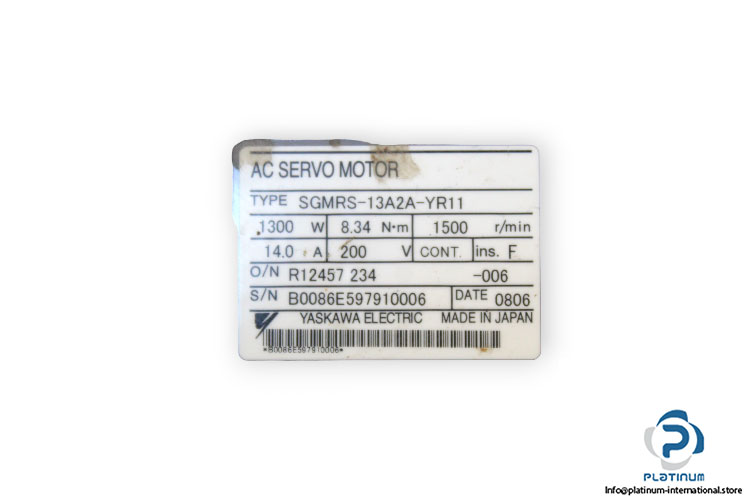 AC SERVO MOTOR
TYPE SGMRS-13A2A-YR11
1300 W 8.34 N·m 1500 r/min
14.0 A 200 V CONT. ins. F
O/N R12457 234 -006
S/N B0086E597910006 DATE 0806
YASKAWA ELECTRIC MADE IN JAPAN
*B0086E597910006*
PLATINUM
Info@platinum-international.store